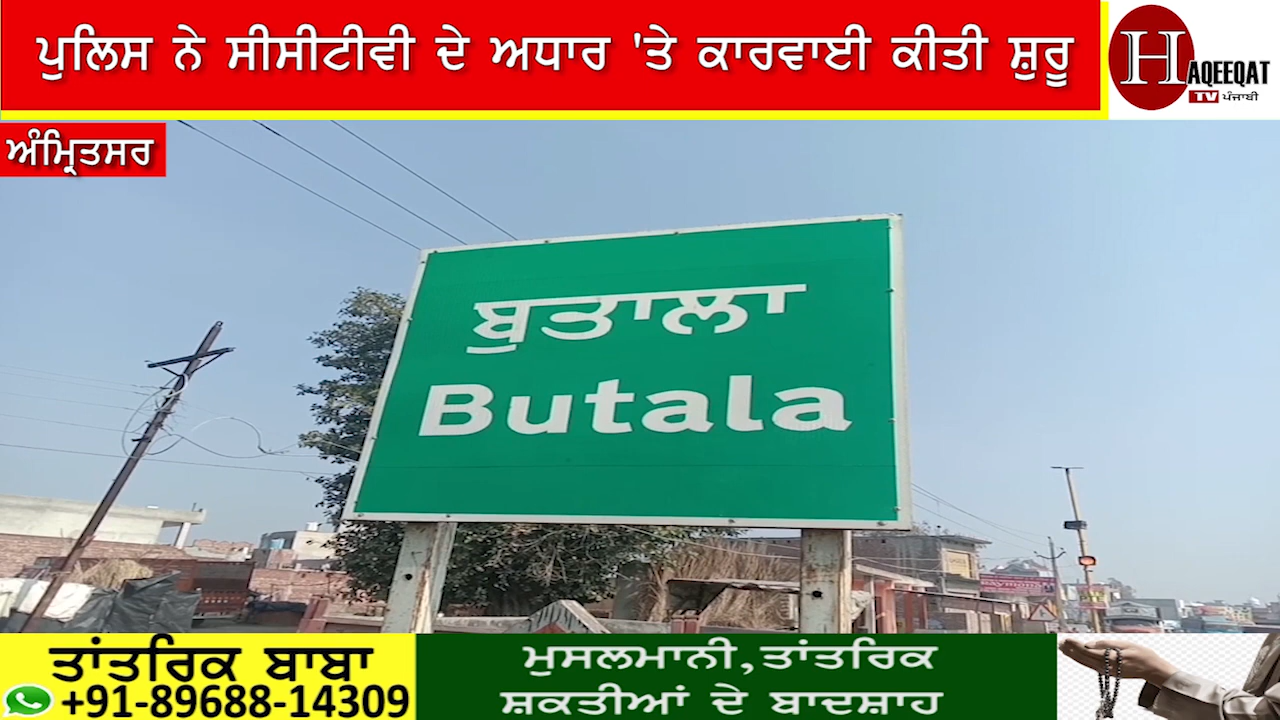 ਪੁਲਿਸ ਨੇ ਸੀਸੀਟੀਵੀ ਦੇ ਅਧਾਰ 'ਤੇ ਕਾਰਵਾਈ ਕੀਤੀ ਸ਼ੁਰੂ
HAQEEQAT
TV ਪੰਜਾਬੀ
ਅੰਮ੍ਰਿਤਸਰ
ਬੁਤਾਲਾ
Butala
ਤਾਂਤਰਿਕ ਬਾਬਾ
+91-89688-14309
ਮੁਸਲਮਾਨੀ,ਤਾਂਤਰਿਕ
ਸ਼ਕਤੀਆਂ ਦੇ ਬਾਦਸ਼ਾਹ